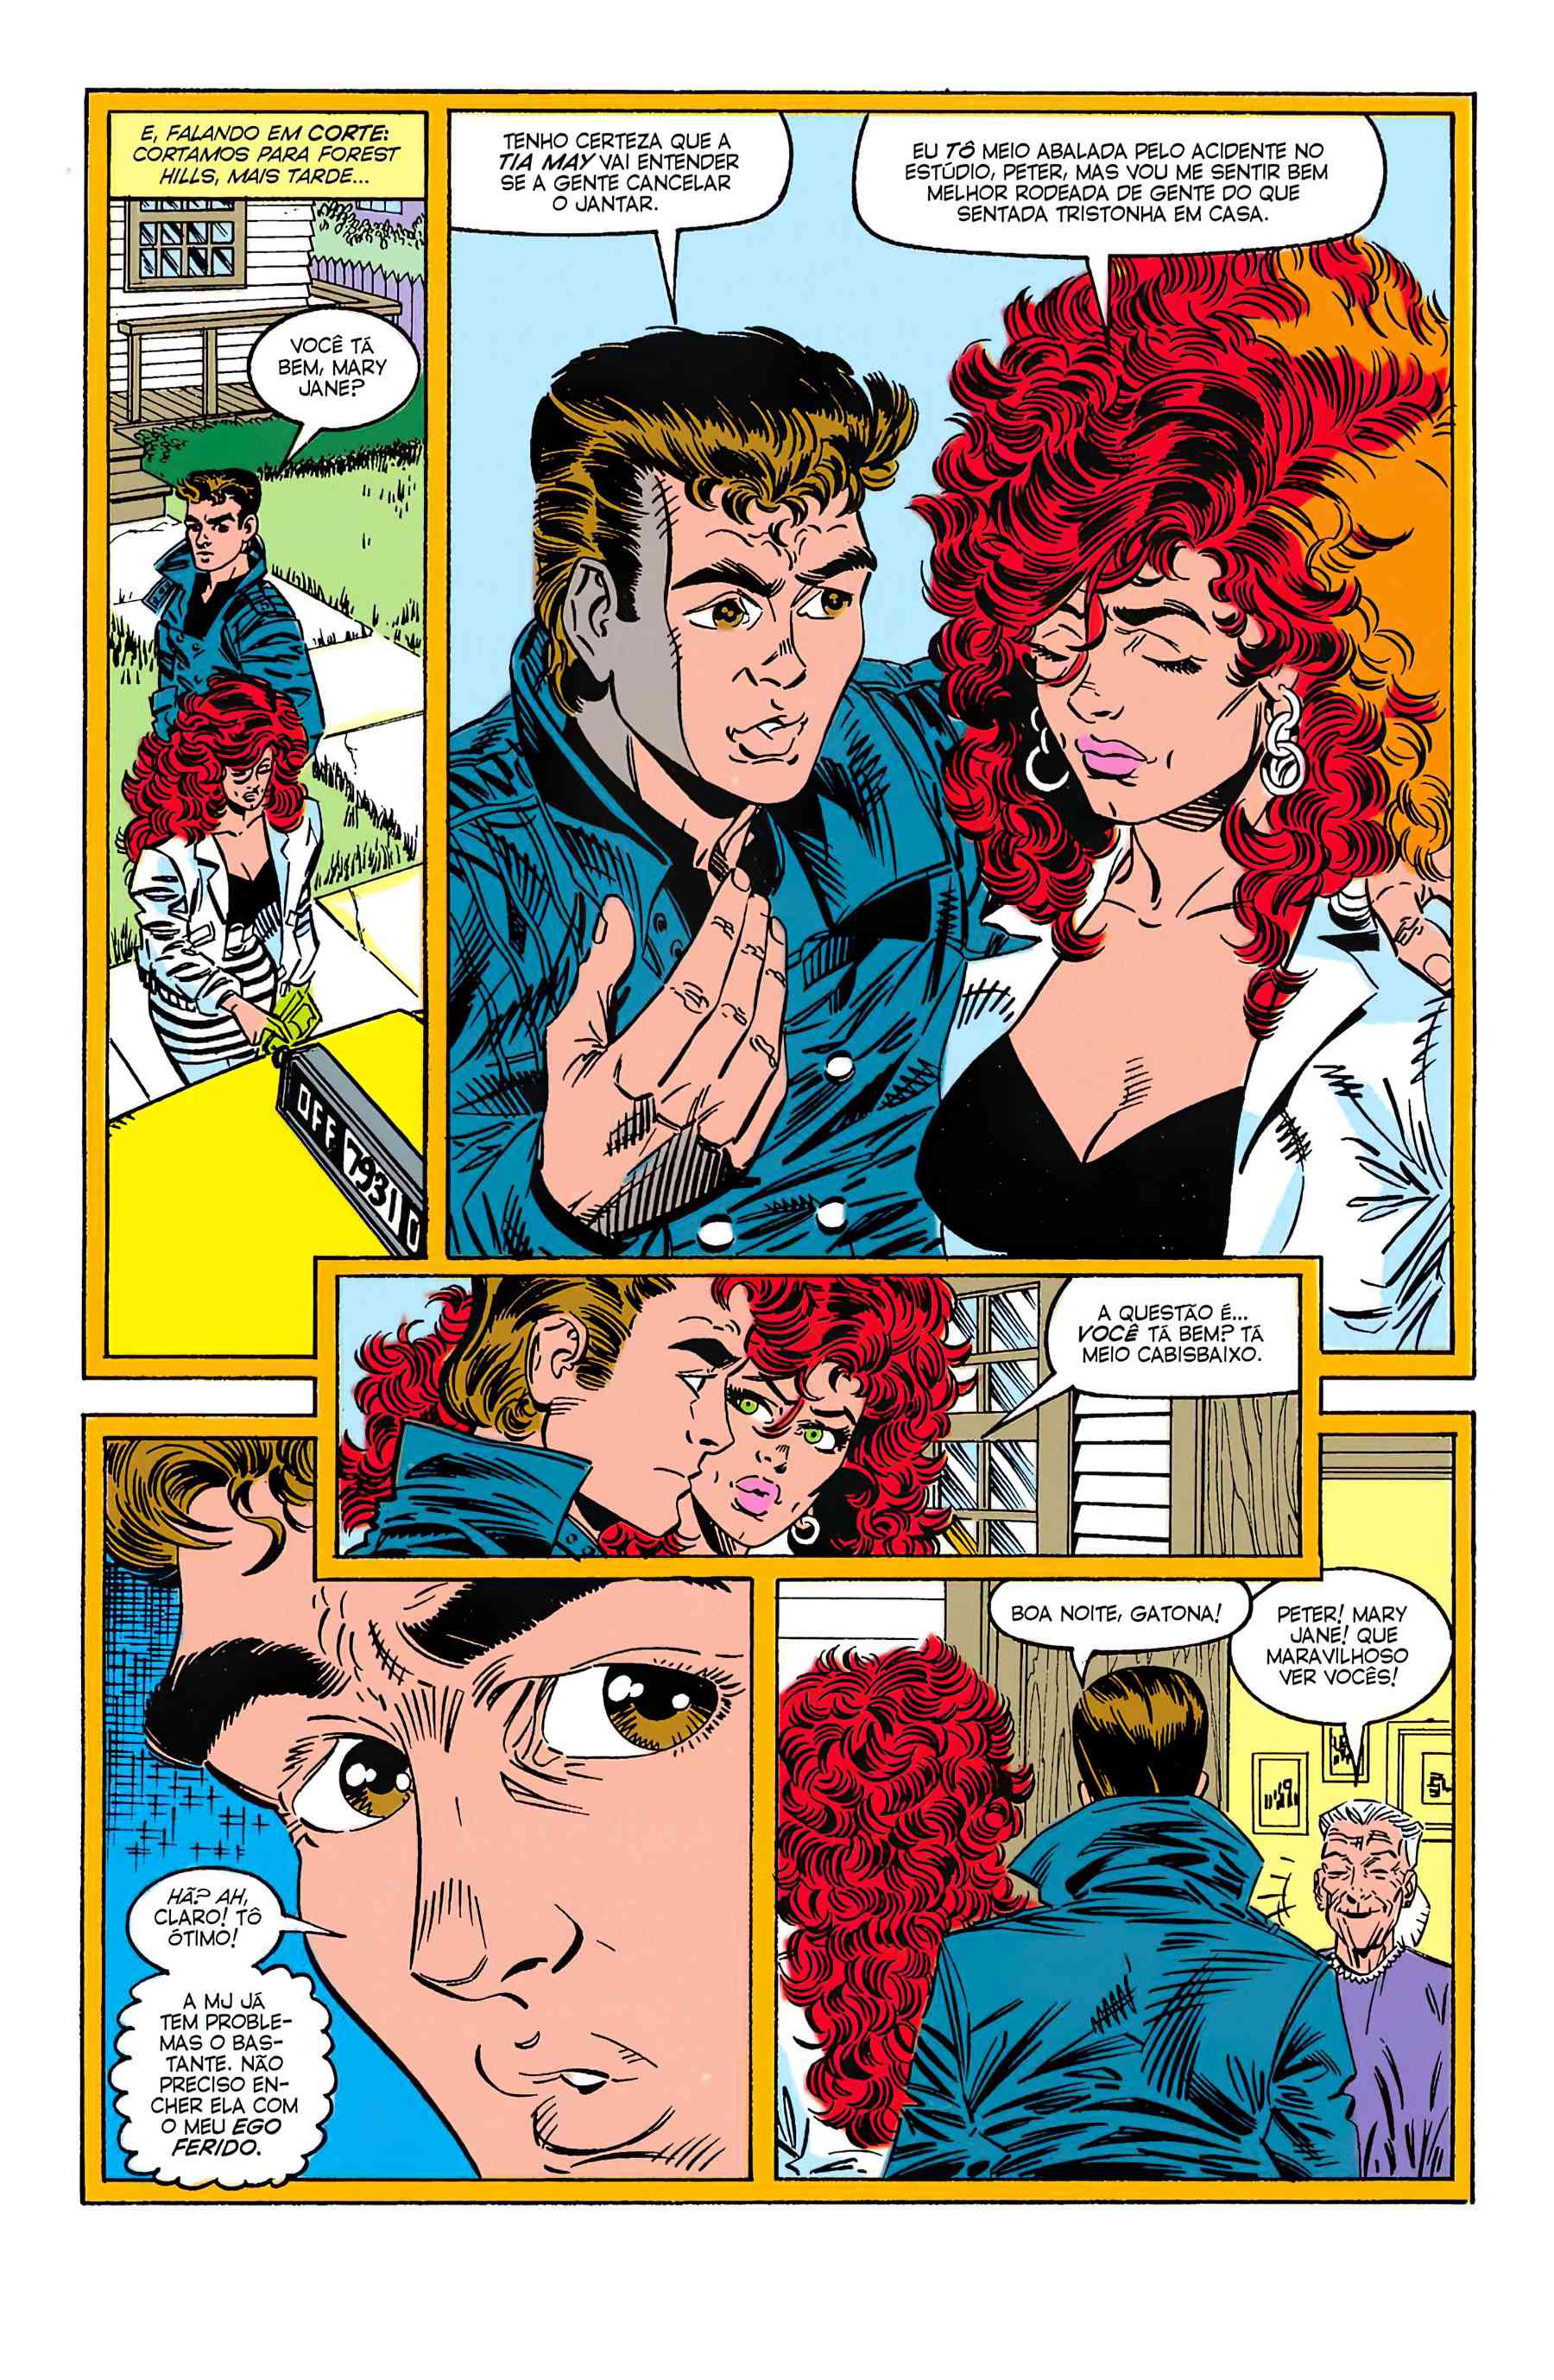 E, FALANDO EM CORTE:
CORTAMOS PARA FOREST
HILLS, MAIS TARDE...
VOCÊ TÁ
BEM, MARY
JANE?
OFF 7931 0
TENHO CERTEZA QUE A
TIA MAY VAI ENTENDER
SE A GENTE CANCELAR
O JANTAR.
EU TÔ MEIO ABALADA PELO ACIDENTE NO
ESTÚDIO, PETER, MAS VOU ME SENTIR BEM
MELHOR RODEADA DE GENTE DO QUE
SENTADA TRISTONHA EM CASA.
A QUESTÃO É...
VOCÊ TÁ BEM? TÁ
MEIO CABISBAIXO.
HÃ? AH,
CLARO! TÔ
ÓTIMO!
A MJ JÁ
TEM PROBLE-
MAS O BAS-
TANTE. NÃO
PRECISO EN-
CHER ELA COM
O MEU EGO
FERIDO.
BOA NOITE, GATONA!
PETER! MARY
JANE! QUE
MARAVILHOSO
VER VOCÊS!